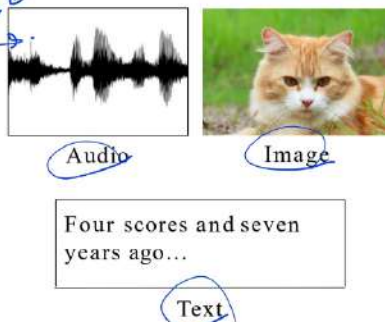 Audio
Image
Four scores and seven
years ago...
Text